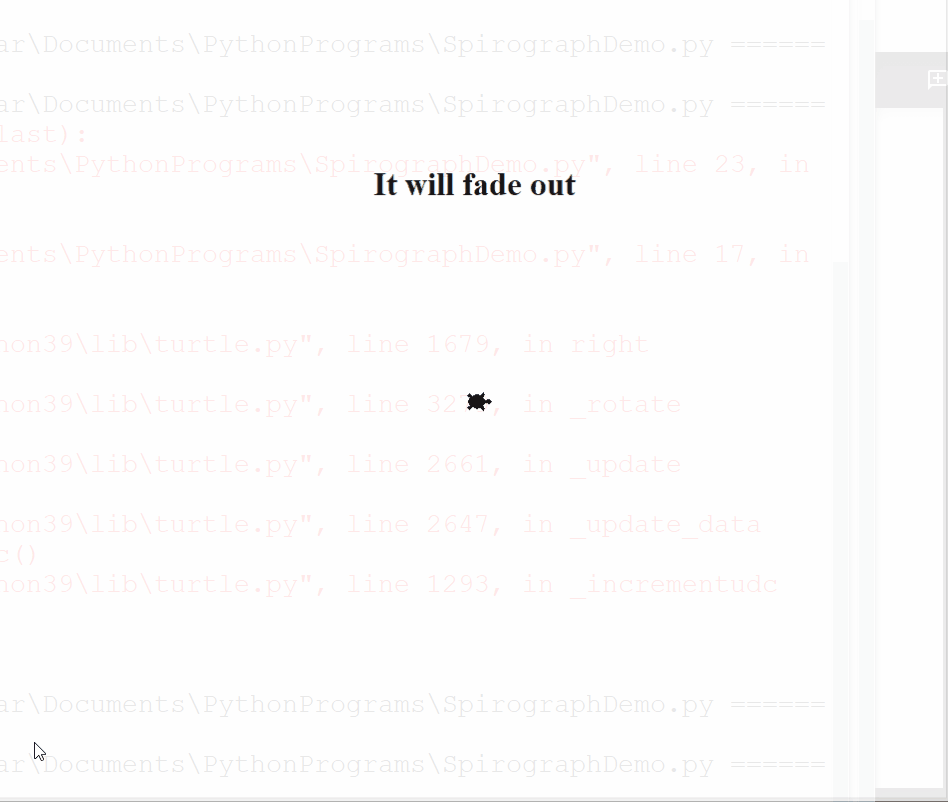 ar\Documents\PythonPrograms\SpirographDemo.py ======
ar\Documents\PythonPrograms\SpirographDemo.py ======
last):
ents\PythonPrograms\SpirographDemo.py", line 23, in
It will fade out
ents\PythonPrograms\SpirographDemo.py", line 17, in
hon39\lib\turtle.py", line 1679, in right
hon39\lib\turtle.py", line in _rotate
hon39\lib\turtle.py", line 2661, in _update
hon39\lib\turtle.py", line 2647, in _update_data
c()
hon39\lib\turtle.py", line 1293, in _incrementudc
ar\Documents\PythonPrograms\SpirographDemo.py ======
ar\Documents\PythonPrograms\SpirographDemo.py ======